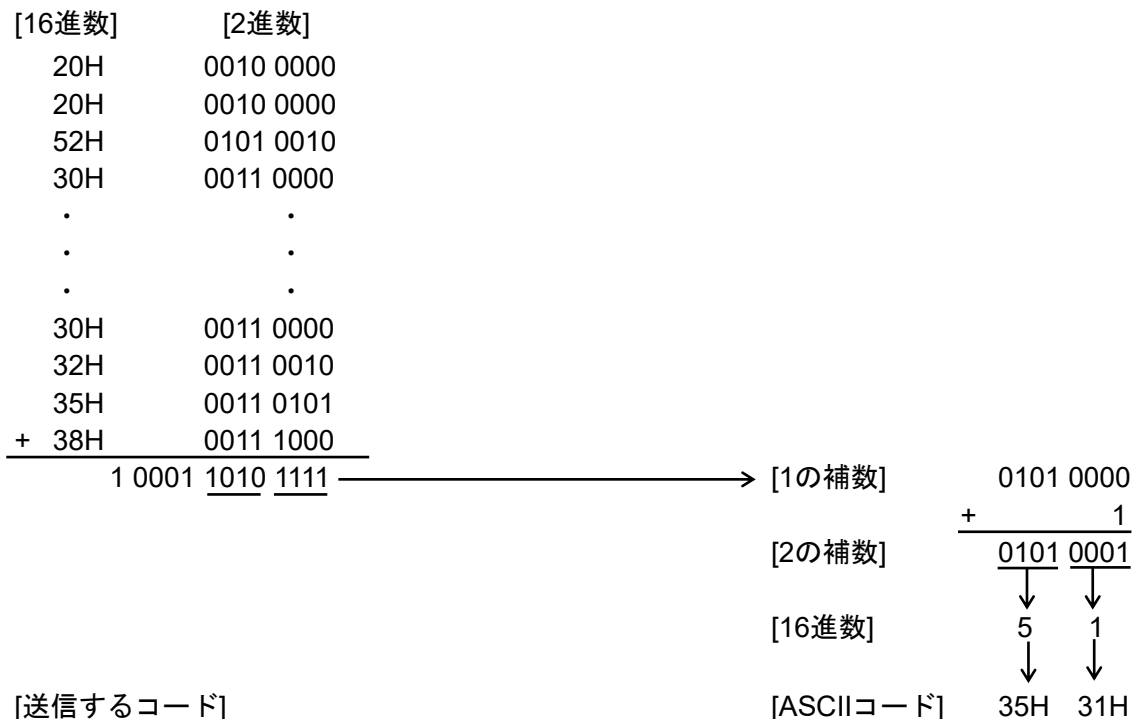 [16進数] [2進数]
20H 0010 0000
20H 0010 0000
52H 0101 0010
30H 0011 0000
・ ・
・ ・
・ ・
30H 0011 0000
32H 0011 0010
35H 0011 0101
+ 38H 0011 1000
1 0001 1010 1111 [1の補数] 0101 0000
+ 1
[2の補数] 0101 0001
[16進数] 5 1
[送信するコード] [ASCIIコード] 35H 31H